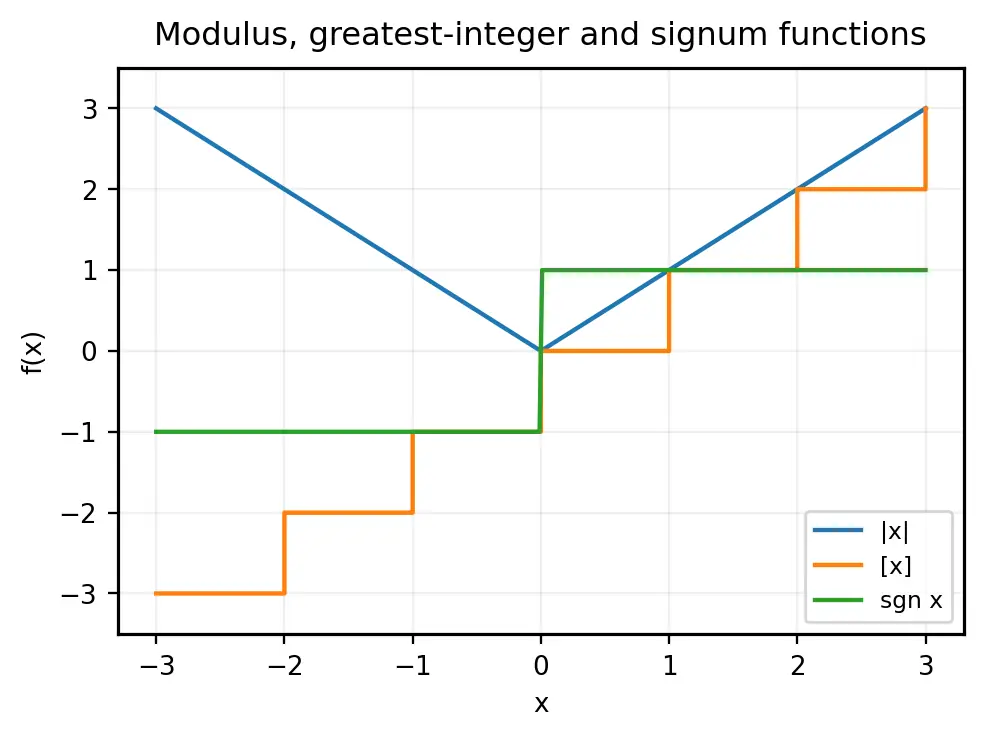 Modulus, greatest-integer and signum functions
3
2
1
0
−1
−2
−3
f(x)
|x|
[x]
sgn x
−3 −2 −1 0 1 2 3
x